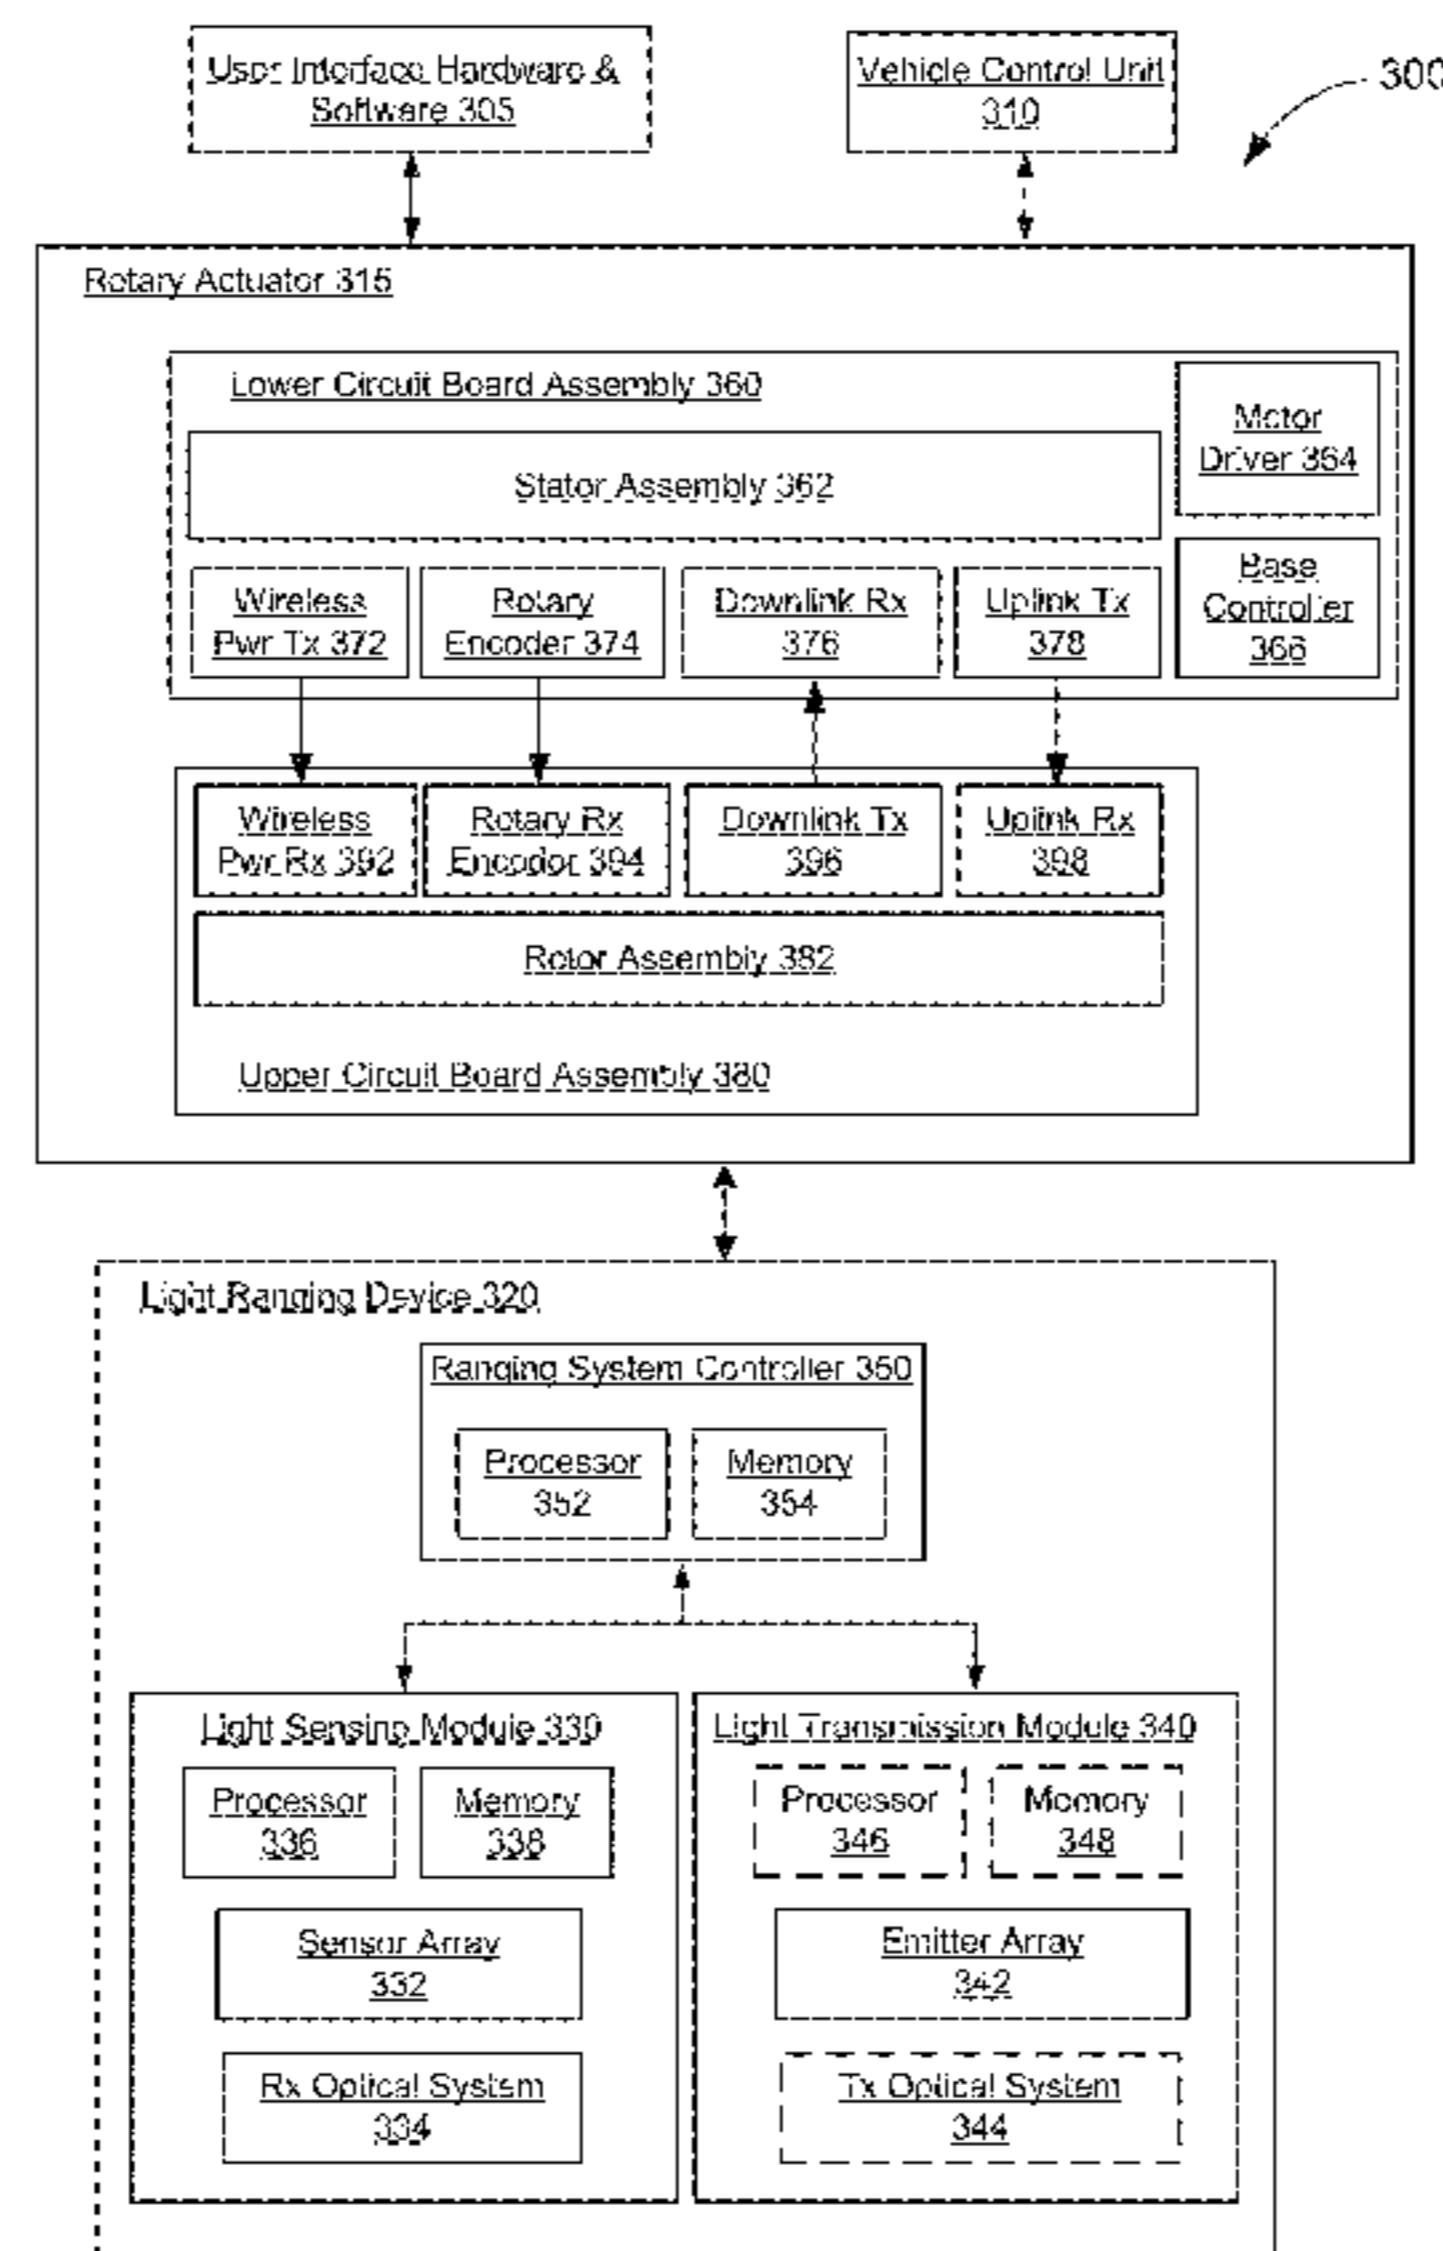 User Interface Hardware &
Software 305
Vehicle Control Unit
310
300
Rotary Actuator 315
Lower Circuit Board Assembly 360
Motor
Driver 364
Stator Assembly 362
Base
Controller
366
Wireless
Pwr Tx 372
Rotary
Encoder 374
Downlink Rx
376
Uplink Tx
378
Wireless
Pwr Rx 392
Rotary Rx
Encoder 394
Downlink Tx
396
Uplink Rx
398
Rotor Assembly 382
Upper Circuit Board Assembly 380
Light Ranging Device 320
Ranging System Controller 350
Processor
352
Memory
354
Light Sensing Module 330
Processor
336
Memory
338
Sensor Array
332
Rx Optical System
334
Light Transmission Module 340
Processor
346
Memory
348
Emitter Array
342
Tx Optical System
344